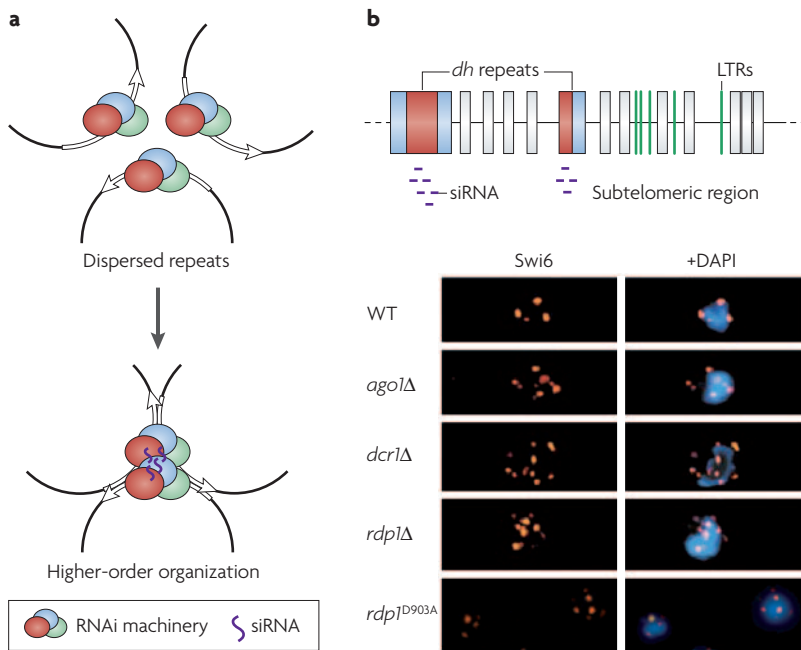 a
Dispersed repeats
Higher-order organization
RNAi machinery siRNA
b
dh repeats LTRs
siRNA Subtelomeric region
Swi6 +DAPI
WT
ago1Δ
dcr1Δ
rdp1Δ
rdp1D903A